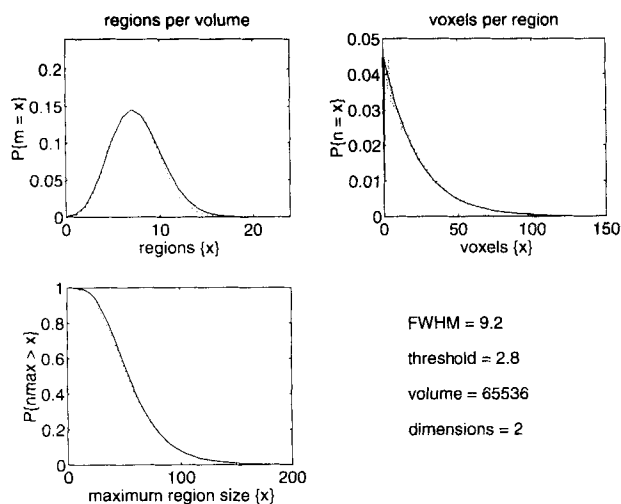 regions per volume
0.2
0.15
0.1
0.05
0
P{m = x}
0
10
20
regions {x}
voxels per region
0.05
0.04
0.03
0.02
0.01
0
P{n = x}
0
50
100
150
voxels {x}
1
0.8
0.6
0.4
0.2
0
P{nmax > x}
0
100
200
maximum region size {x}
FWHM = 9.2
threshold = 2.8
volume = 65536
dimensions = 2